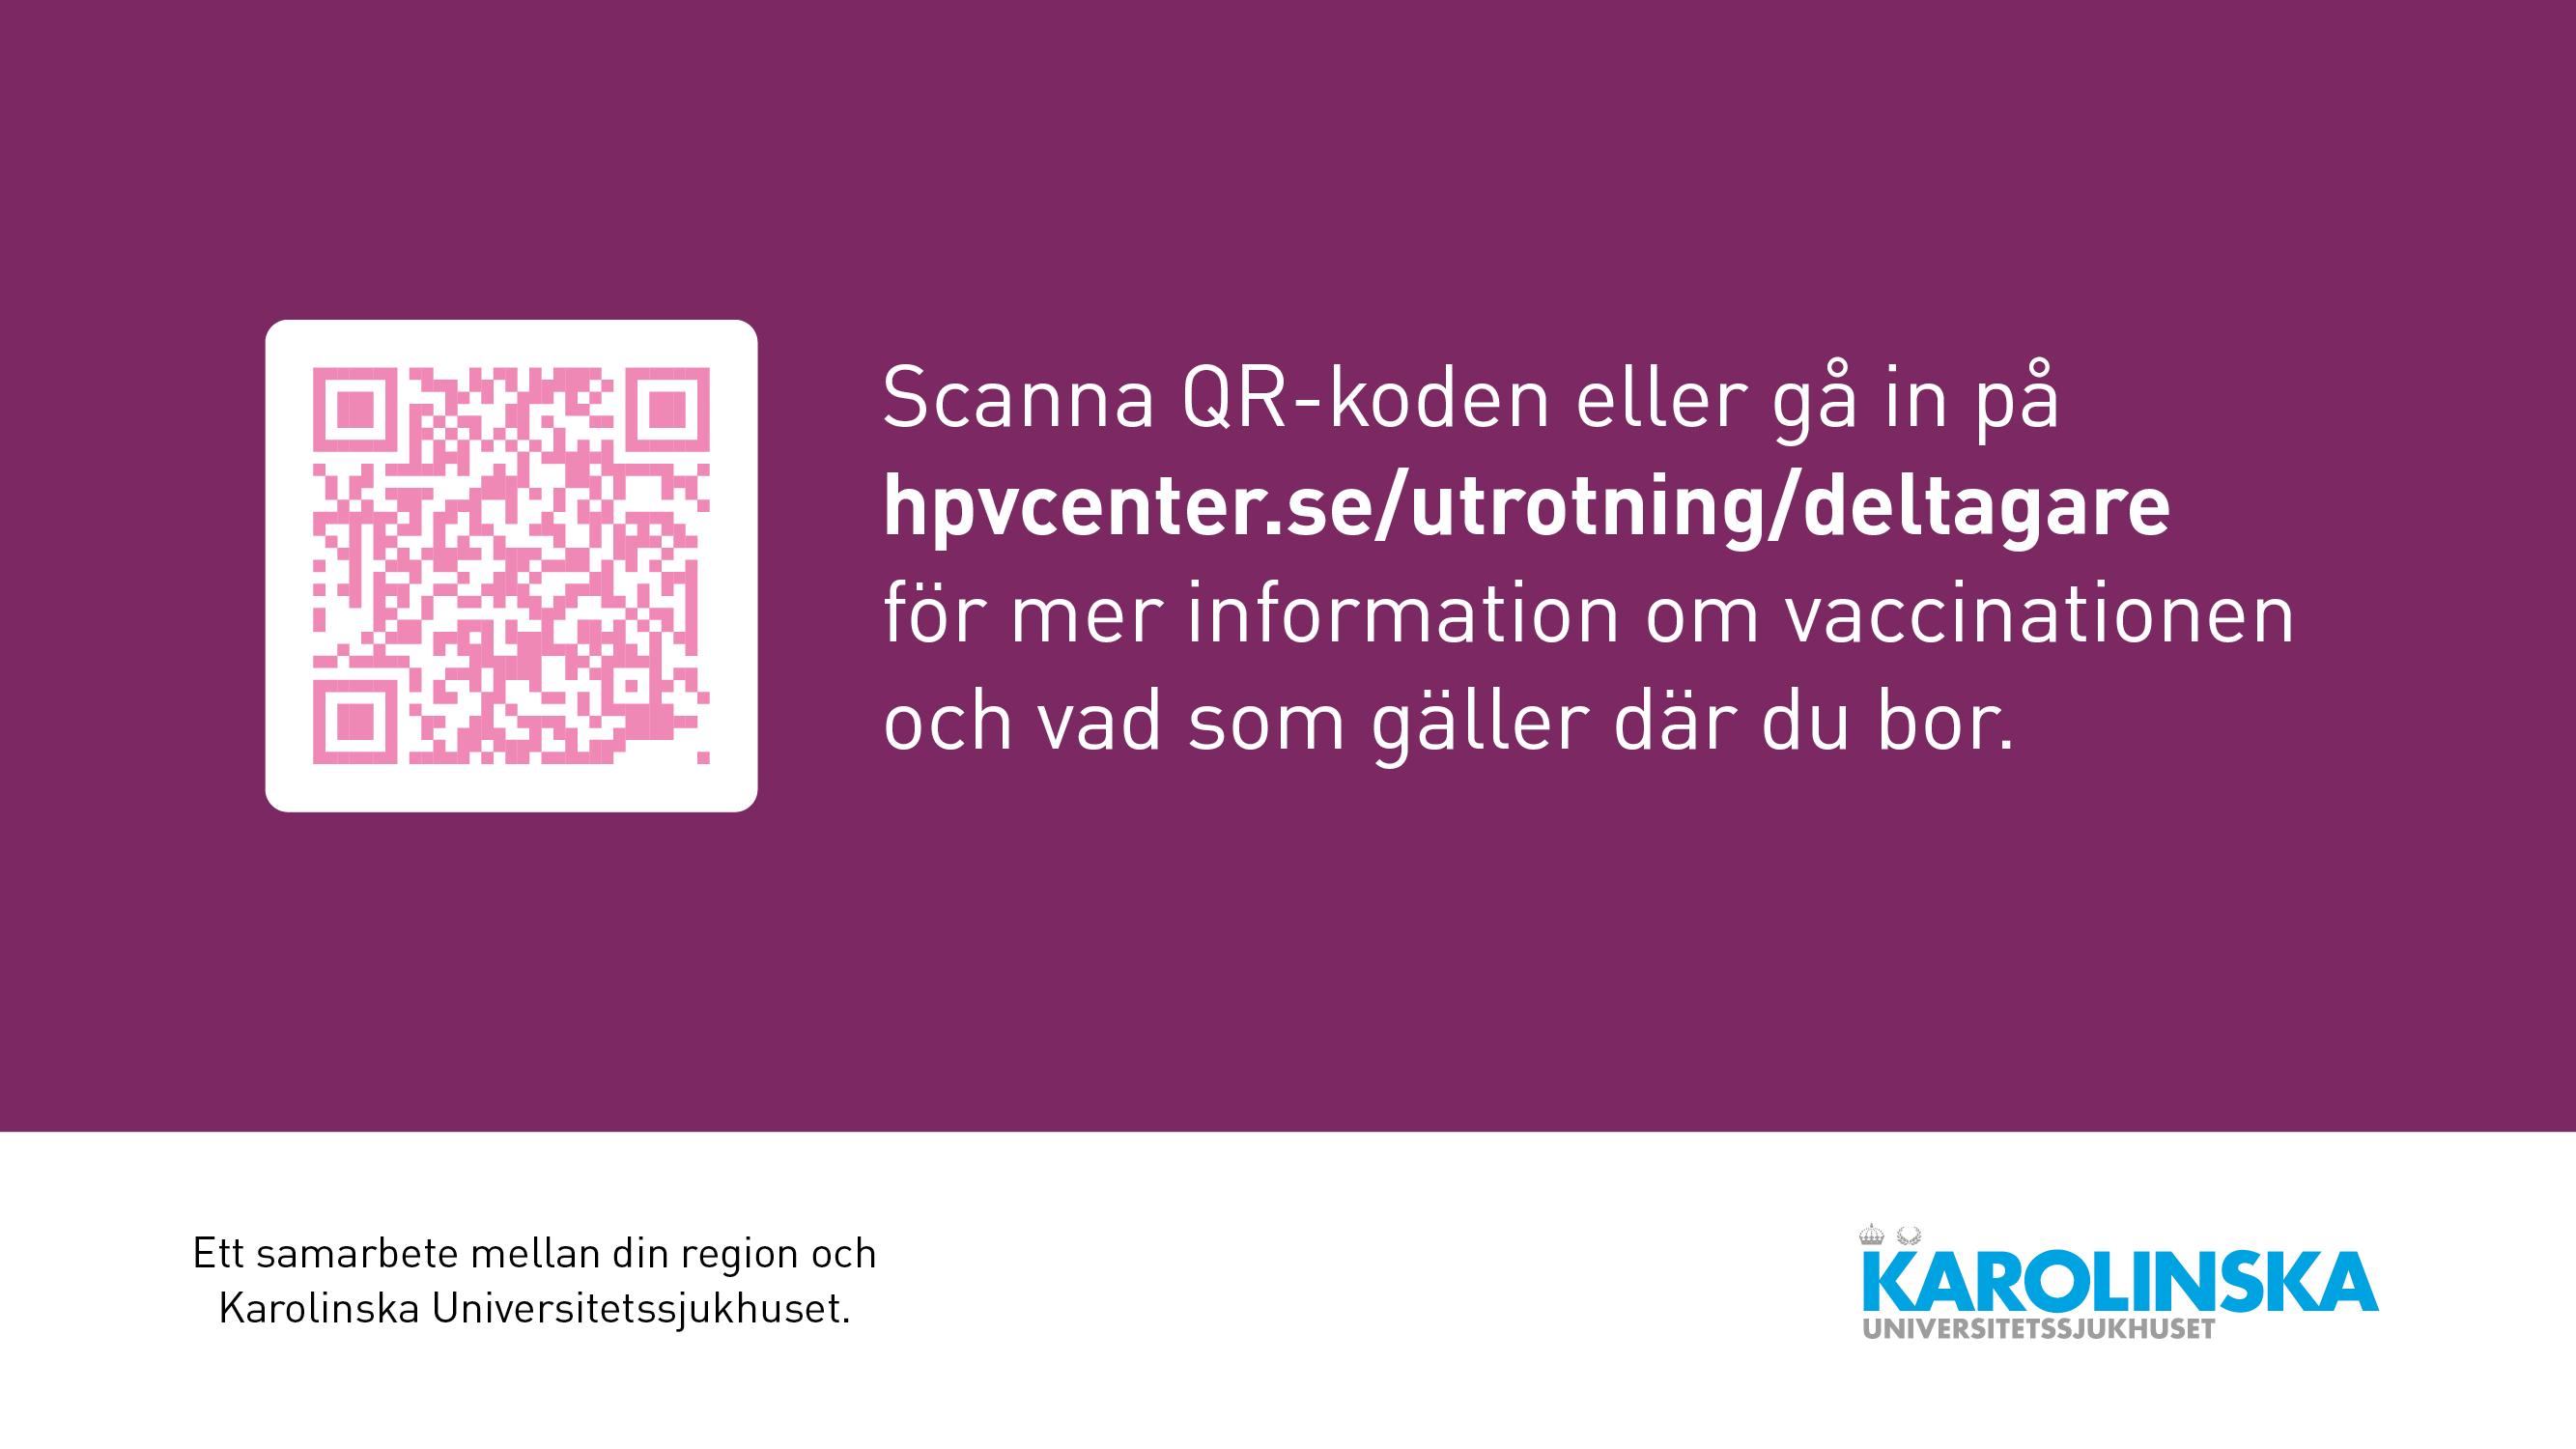 Scanna QR-koden eller gå in på
hpvcenter.se/utrotning/deltagare
för mer information om vaccinationen
och vad som gäller där du bor.
Ett samarbete mellan din region och
Karolinska Universitetssjukhuset.
KAROLINSKA
UNIVERSITETSSJUKHUSET